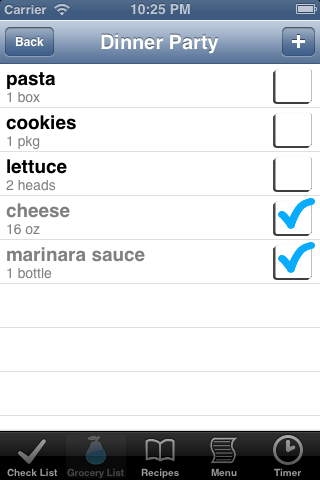 Carrier 10:25 PM
Back Dinner Party +
pasta
1 box
cookies
1 pkg
lettuce
2 heads
cheese
16 oz
marinara sauce
1 bottle
Check List Grocery List Recipes Menu Timer